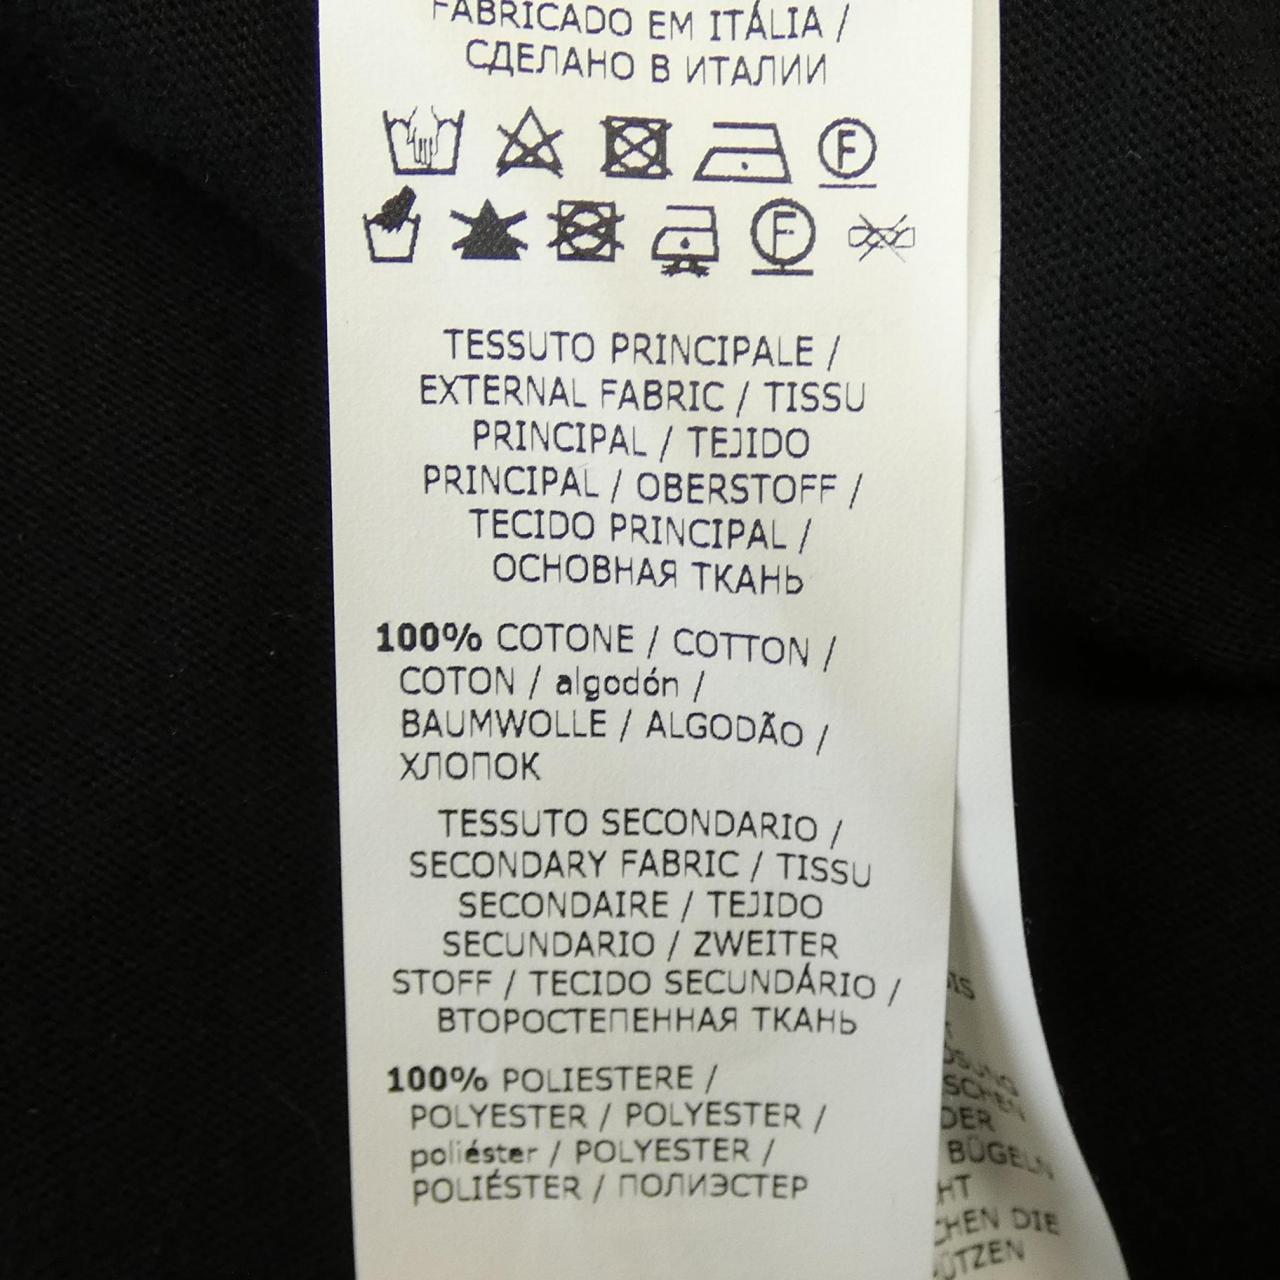 FABRICADO EM ITÁLIA /
СДЕЛАНО В ИТАЛИИ
F
F
TESSUTO PRINCIPALE /
EXTERNAL FABRIC / TISSU
PRINCIPAL / TEJIDO
PRINCIPAL / OBERSTOFF /
TECIDO PRINCIPAL /
ОСНОВНАЯ ТКАНЬ
100% COTONE / COTTON /
COTON / algodón /
BAUMWOLLE / ALGODÃO /
ХЛОПОК
TESSUTO SECONDARIO /
SECONDARY FABRIC / TISSU
SECONDAIRE / TEJIDO
SECUNDARIO / ZWEITER
STOFF / TECIDO SECUNDÁRIO /
ВТОРОСТЕПЕННАЯ ТКАНЬ
100% POLIESTERE /
POLYESTER / POLYESTER /
poliéster / POLYESTER /
POLIÉSTER / ПОЛИЭСТЕР
DER
BÜGELN
DIE